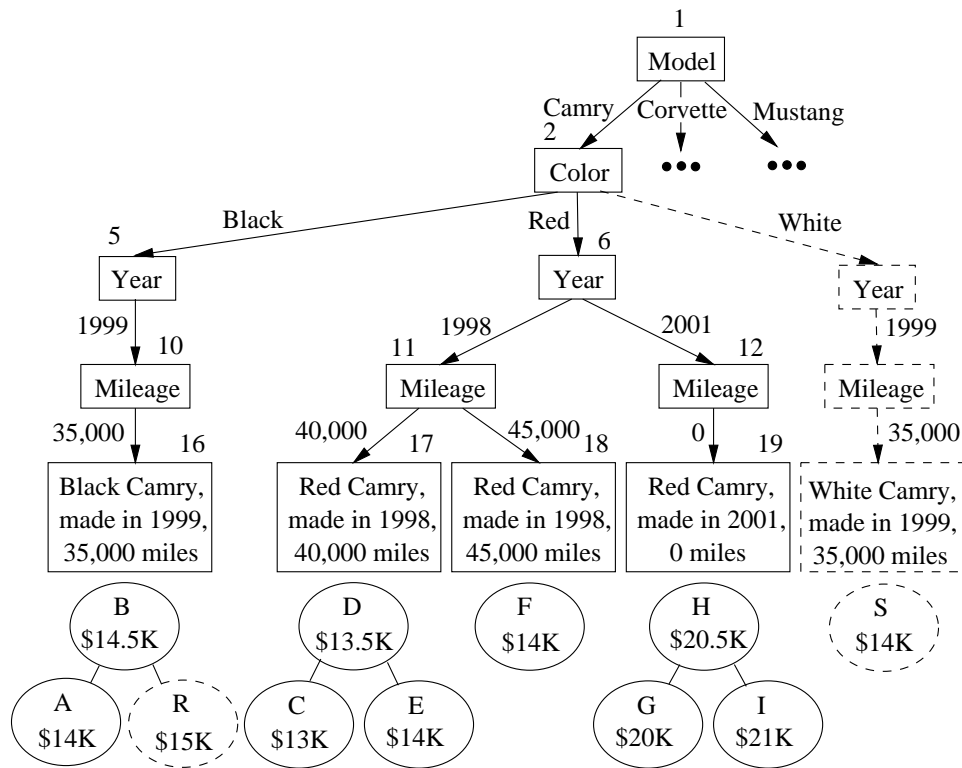 1
Model
Camry Corvette Mustang
2
Color
Black Red White
5 6
Year Year Year
1999 1998 2001 1999
10 11 12
Mileage Mileage Mileage Mileage
35,000 40,000 45,000 0 35,000
16 17 18 19
Black Camry,
made in 1999,
35,000 miles
Red Camry,
made in 1998,
40,000 miles
Red Camry,
made in 1998,
45,000 miles
Red Camry,
made in 2001,
0 miles
White Camry,
made in 1999,
35,000 miles
B
$14.5K
D
$13.5K
F
$14K
H
$20.5K
S
$14K
A
$14K
R
$15K
C
$13K
E
$14K
G
$20K
I
$21K